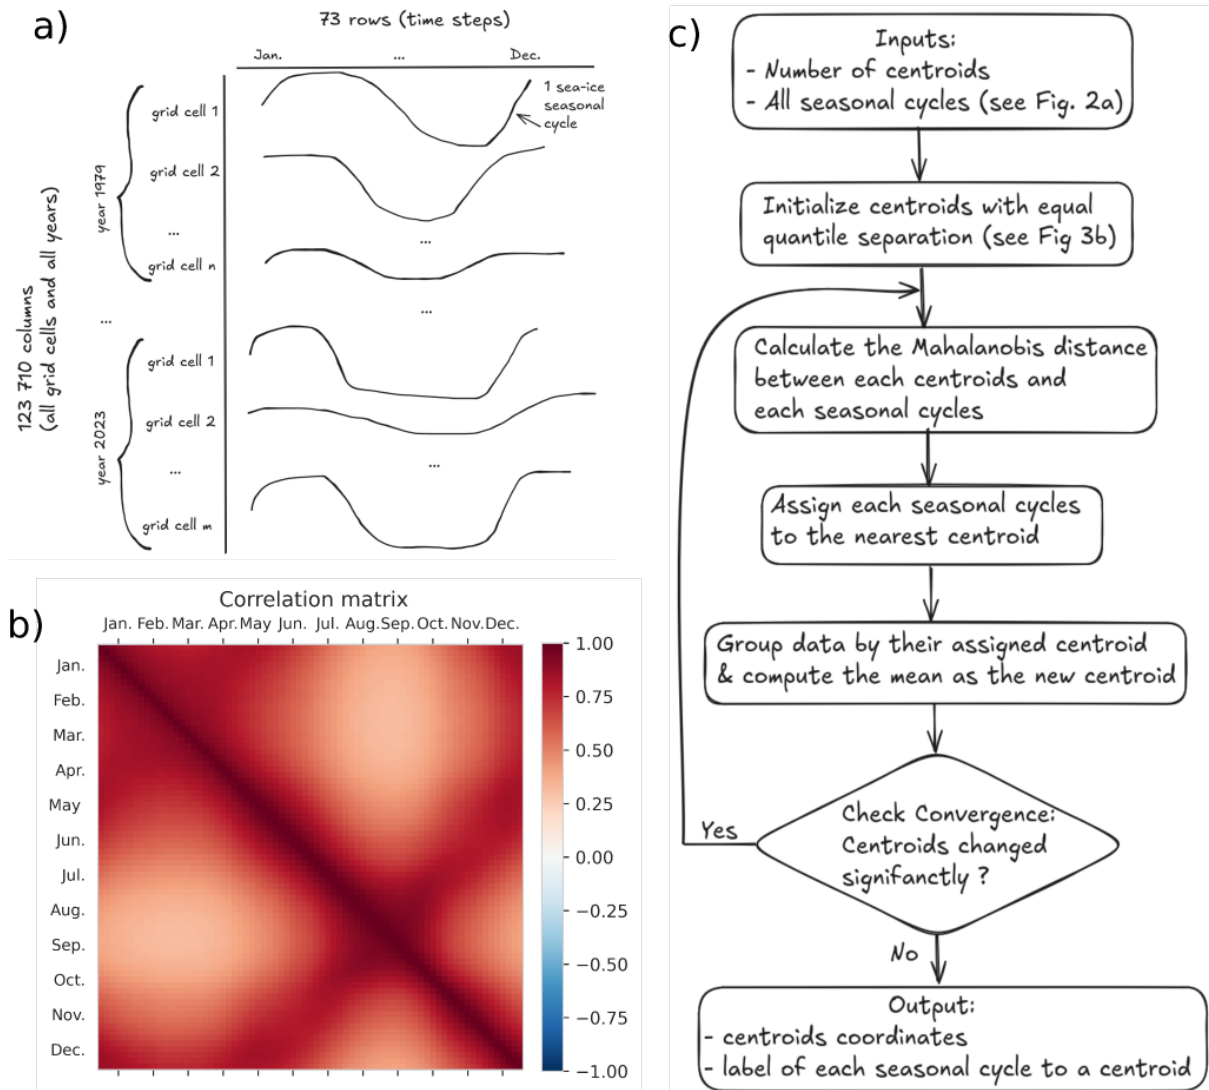 a)
73 rows (time steps)
Jan. ... Dec.
1 sea-ice
seasonal
cycle
123 710 columns
(all grid cells and all years)
year 1979
grid cell 1
grid cell 2
...
...
grid cell n
...
...
year 2023
grid cell 1
grid cell 2
...
...
grid cell m
b)
Correlation matrix
Jan. Feb. Mar. Apr. May Jun. Jul. Aug. Sep. Oct. Nov. Dec.
Jan.
Feb.
Mar.
Apr.
May
Jun.
Jul.
Aug.
Sep.
Oct.
Nov.
Dec.
1.00
0.75
0.50
0.25
0.00
−0.25
−0.50
−0.75
−1.00
c)
Inputs:
- Number of centroids
- All seasonal cycles (see Fig. 2a)
Initialize centroids with equal
quantile separation (see Fig 3b)
Calculate the Mahalanobis distance
between each centroids and
each seasonal cycles
Assign each seasonal cycles
to the nearest centroid
Group data by their assigned centroid
& compute the mean as the new centroid
Check Convergence:
Centroids changed
signifanctly ?
Yes
No
Output:
- centroids coordinates
- label of each seasonal cycle to a centroid